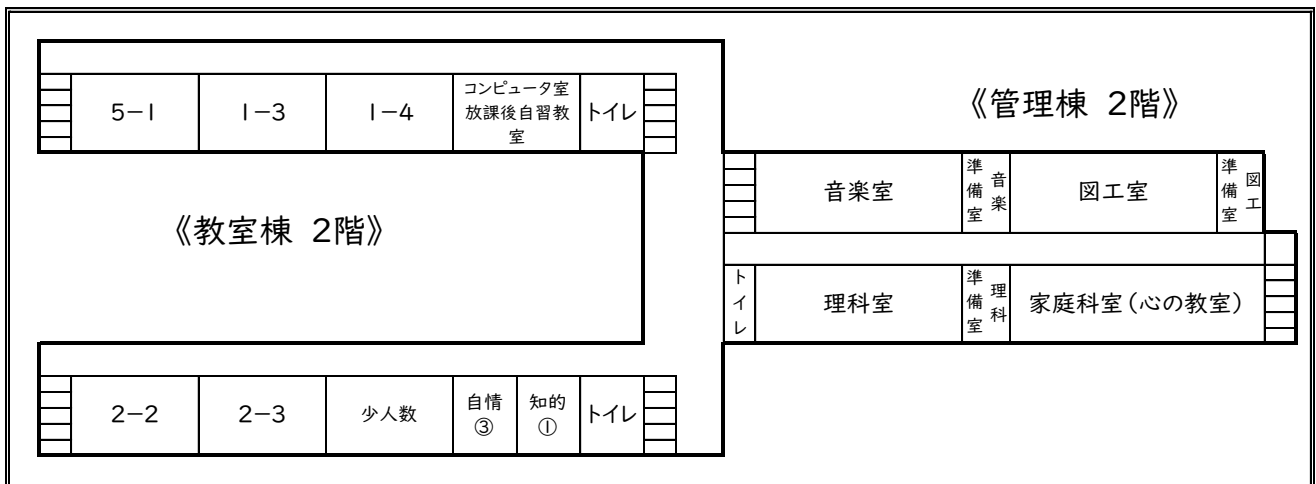 5-1
1-3
1-4
コンピュータ室
放課後自習教
室
トイレ
《管理棟 2階》
音楽室
音楽
準備室
図工室
図工
準備室
《教室棟 2階》
トイレ
理科室
理科
準備室
家庭科室(心の教室)
2-2
2-3
少人数
自情
③
知的
①
トイレ